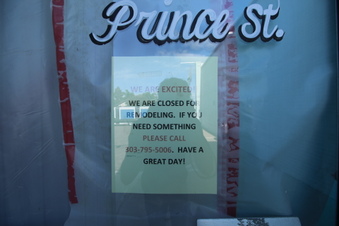 Prince St.
WE ARE EXCITED!
WE ARE CLOSED FOR
REMODELING. IF YOU
NEED SOMETHING
PLEASE CALL
803-795-5006. HAVE A
GREAT DAY!